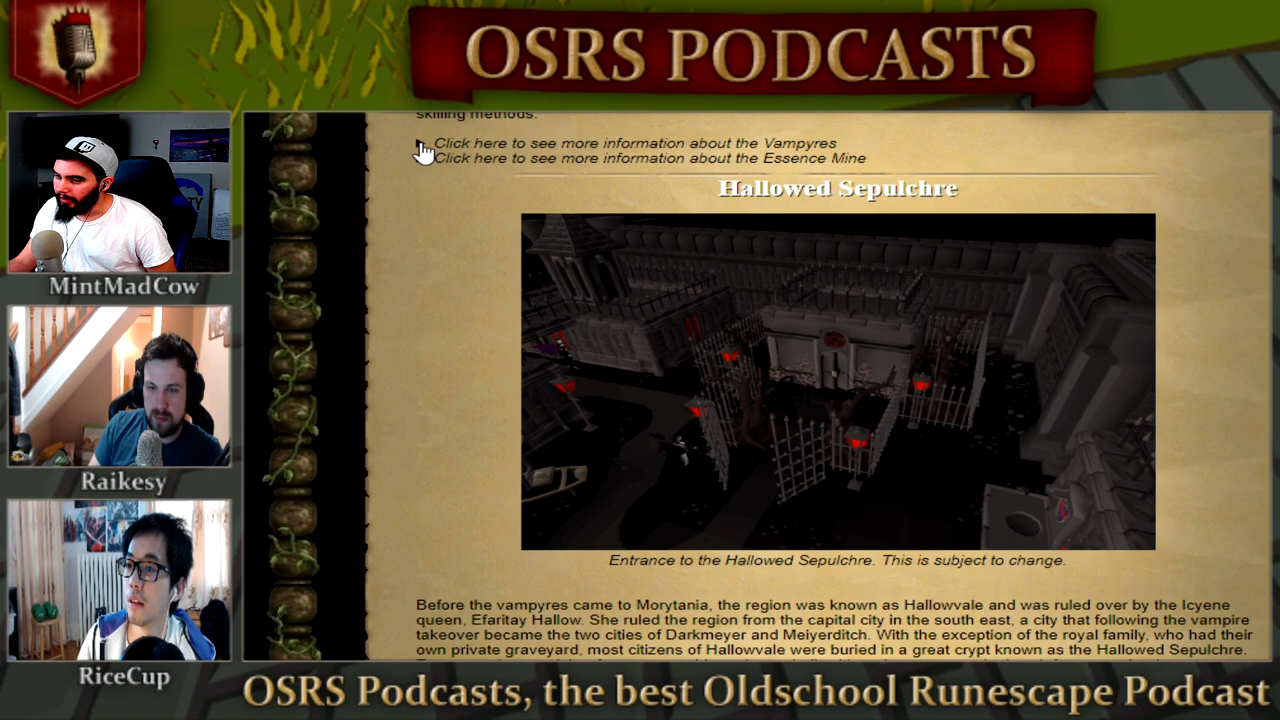 OSRS PODCASTS
skilling methods.
Click here to see more information about the Vampyres
Click here to see more information about the Essence Mine
Hallowed Sepulchre
MintMadCow
Raikesy
RiceCup
Entrance to the Hallowed Sepulchre. This is subject to change.
Before the vampyres came to Morytania, the region was known as Hallowvale and was ruled over by the Icyene
queen, Efaritay Hallow. She ruled the region from the capital city in the south east, a city that following the vampire
takeover became the two cities of Darkmeyer and Meiyerditch. With the exception of the royal family, who had their
own private graveyard, most citizens of Hallowvale were buried in a great crypt known as the Hallowed Sepulchre.
OSRS Podcasts, the best Oldschool Runescape Podcast